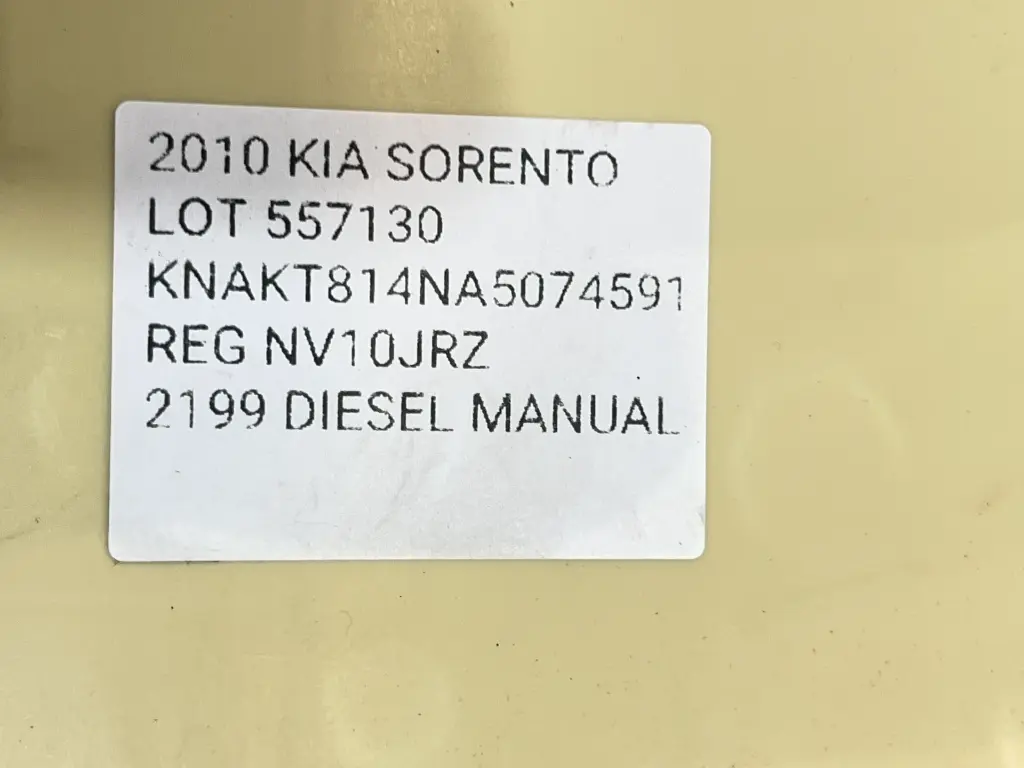 2010 KIA SORENTO
LOT 557130
KNAKT814NA5074591
REG NV10JRZ
2199 DIESEL MANUAL